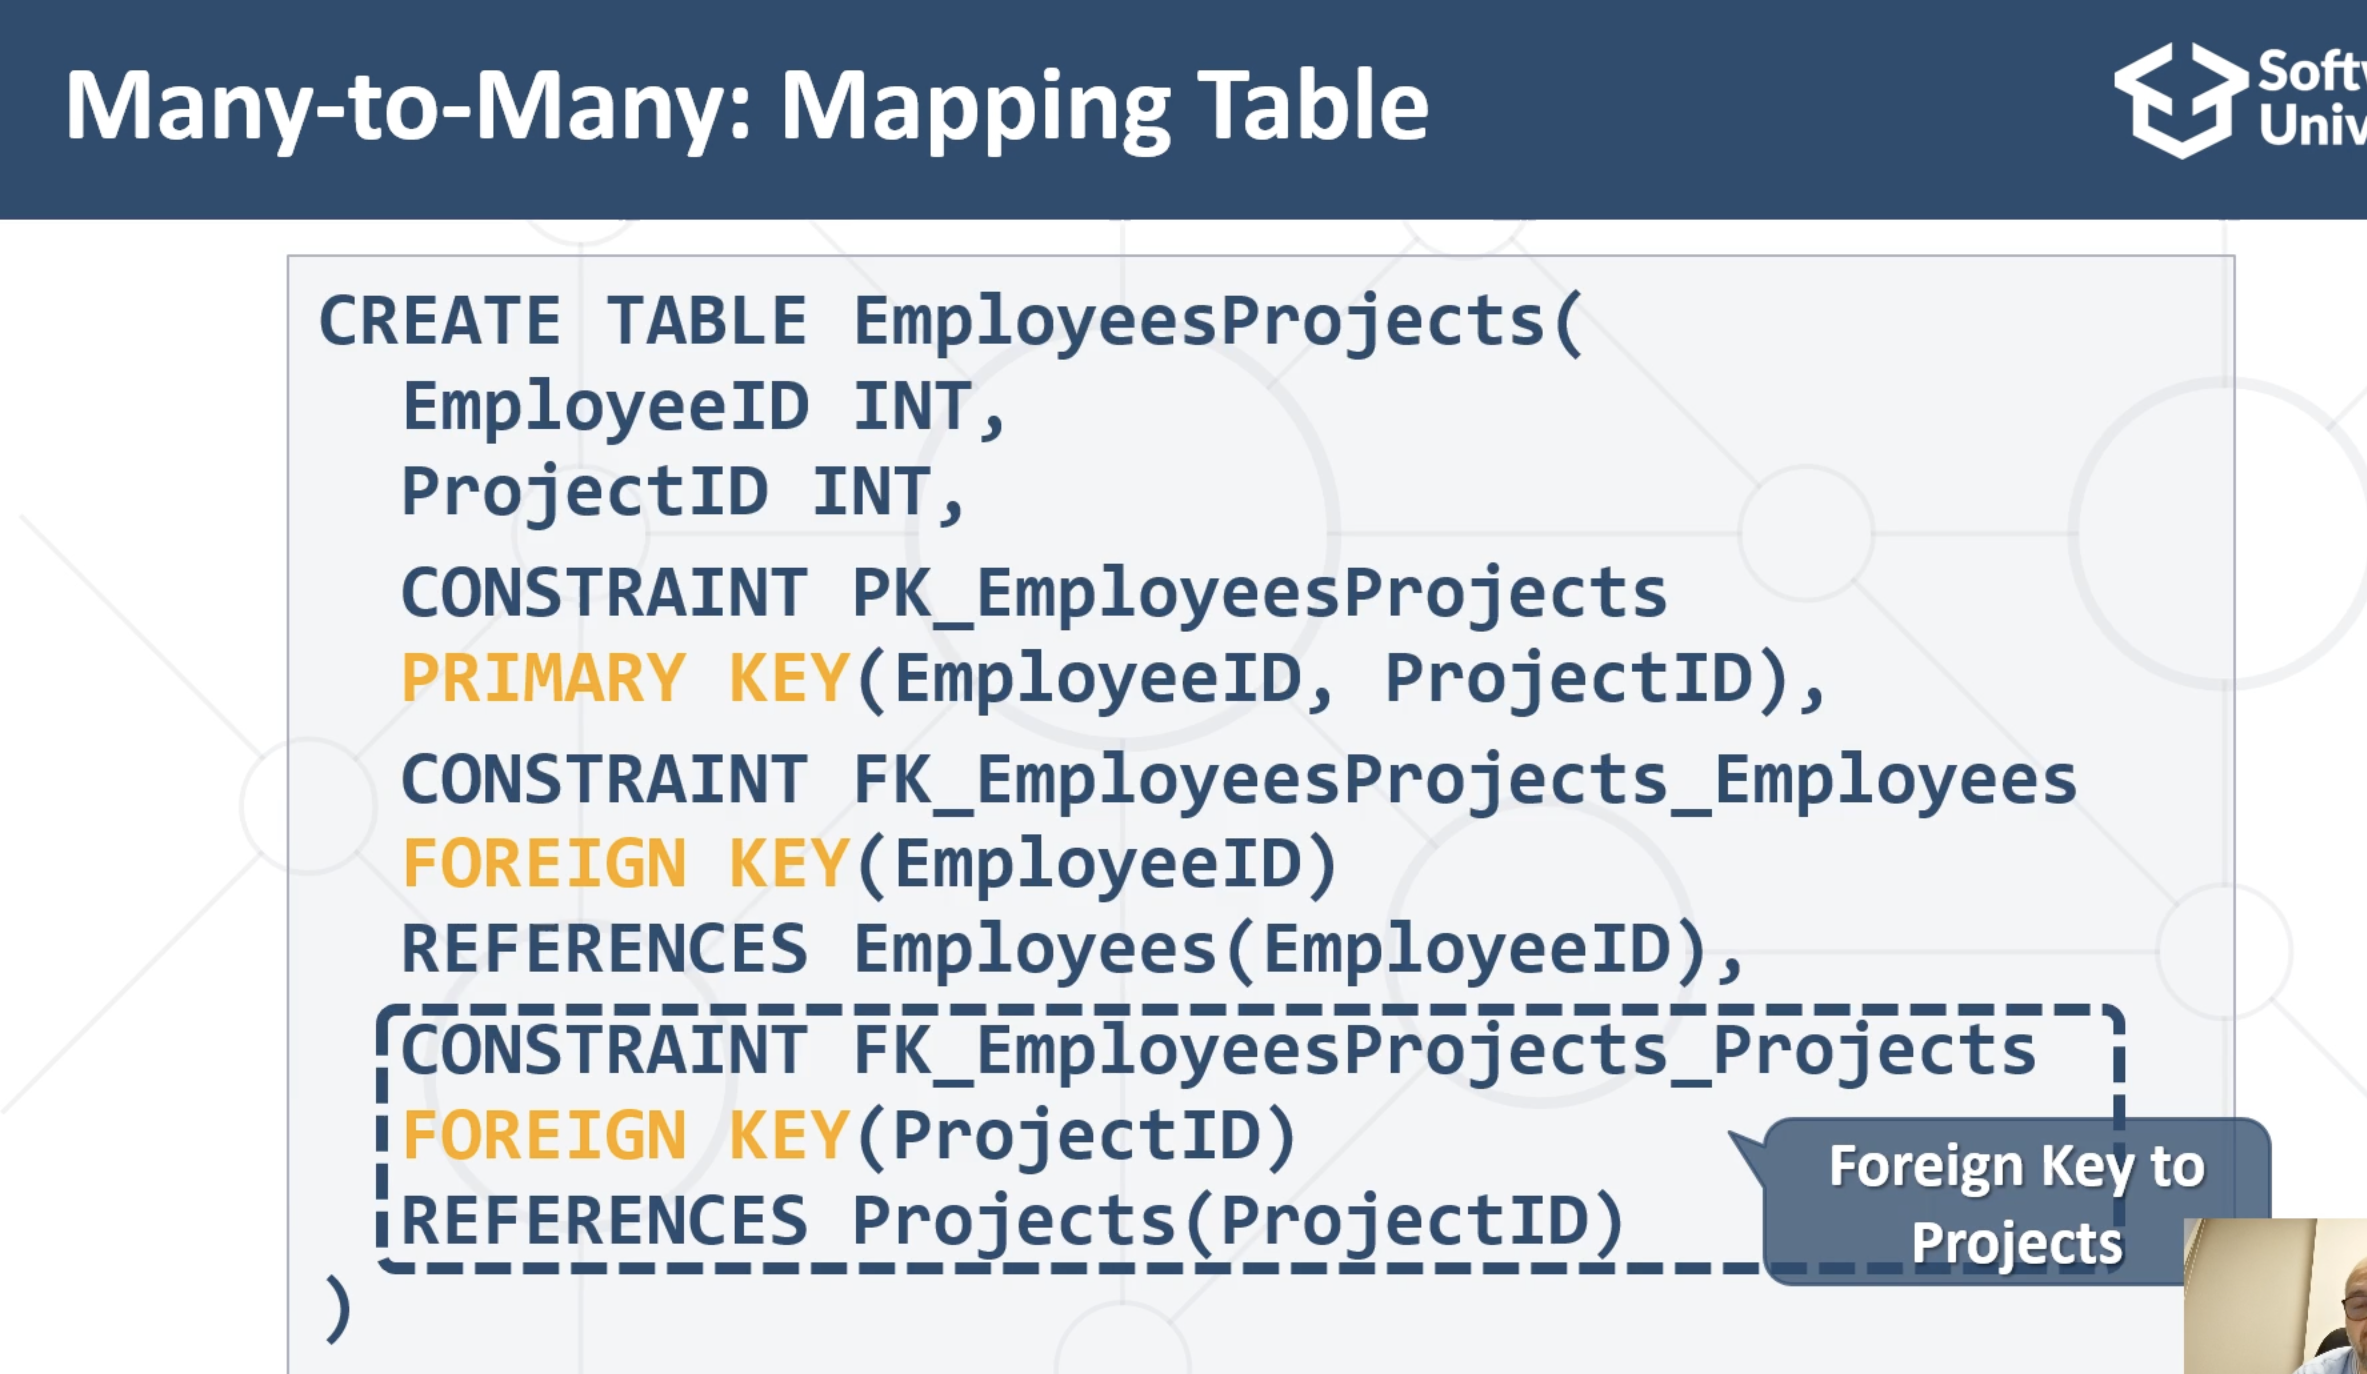 Many-to-Many: Mapping Table
CREATE TABLE EmployeesProjects(
EmployeeID INT,
ProjectID INT,
CONSTRAINT PK_EmployeesProjects
PRIMARY KEY(EmployeeID, ProjectID),
CONSTRAINT FK_EmployeesProjects_Employees
FOREIGN KEY(EmployeeID)
REFERENCES Employees(EmployeeID),
CONSTRAINT FK_EmployeesProjects_Projects
FOREIGN KEY(ProjectID)
REFERENCES Projects(ProjectID)
)
Foreign Key to
Projects